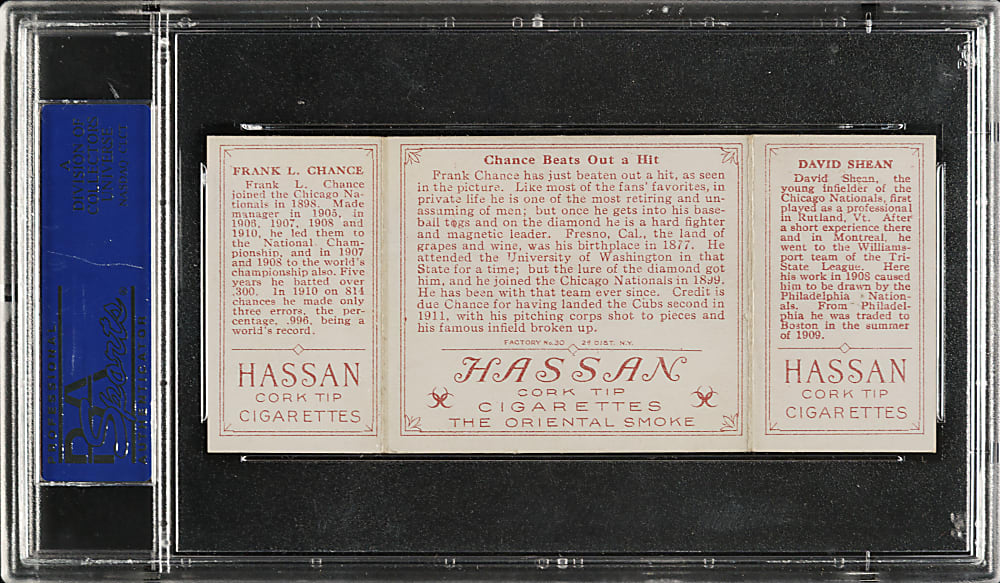 A
DIVISION OF
COLLECTORS
UNIVERSE
NASDAQ: CLCT
PROFESSIONAL
PSA
Sports
AUTHENTICATION
FRANK L. CHANCE
Frank L. Chance
joined the Chicago Na-
tionals in 1898. Made
manager in 1905, in
1906, 1907, 1908 and
1910, he led them to
the National Cham-
pionship, and in 1907
and 1908 to the world's
championship also. Five
years he batted over
.300. In 1910 on 814
chances he made only
three errors, the per-
centage, .996, being a
world's record.
HASSAN
CORK TIP
CIGARETTES
Chance Beats Out a Hit
Frank Chance has just beaten out a hit, as seen
in the picture. Like most of the fans' favorites, in
private life he is one of the most retiring and un-
assuming of men; but once he gets into his base-
ball togs and on the diamond he is a hard fighter
and magnetic leader. Fresno, Cal., the land of
grapes and wine, was his birthplace in 1877. He
attended the University of Washington in that
State for a time; but the lure of the diamond got
him, and he joined the Chicago Nationals in 1899.
He has been with that team ever since. Credit is
due Chance for having landed the Cubs second in
1911, with his pitching corps shot to pieces and
his famous infield broken up.
FACTORY No.30 2d DIST. N.Y.
HASSAN
CORK TIP
CIGARETTES
THE ORIENTAL SMOKE
DAVID SHEAN
David Shean, the
young infielder of the
Chicago Nationals, first
played as a professional
in Rutland, Vt. After
a short experience there
and in Montreal, he
went to the Williams-
port team of the Tri-
State League. Here
his work in 1908 caused
him to be drawn by the
Philadelphia Nation-
als. From Philadel-
phia he was traded to
Boston in the summer
of 1909.
HASSAN
CORK TIP
CIGARETTES